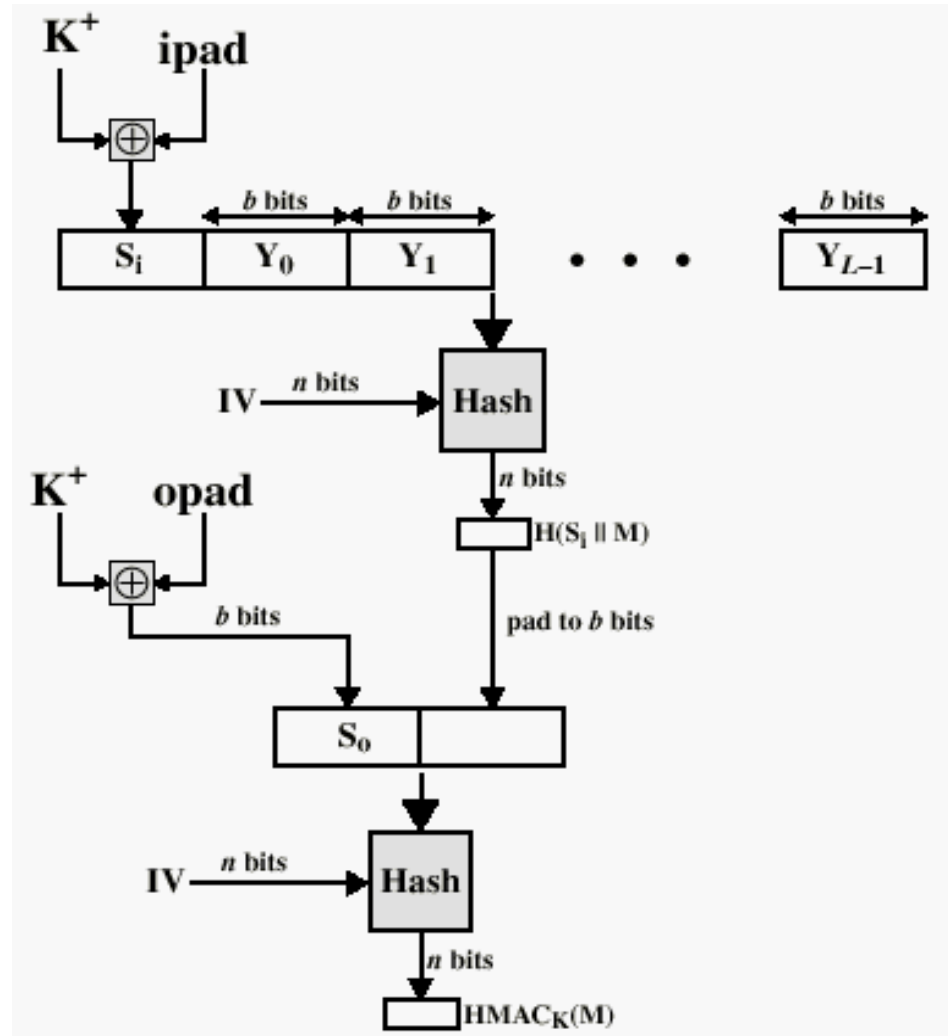 K+ ipad
⊕
b bits b bits b bits
Si Y0 Y1 • • • YL–1
n bits
IV Hash
n bits
K+ opad
H(Si || M)
⊕
b bits pad to b bits
So
n bits
IV Hash
n bits
HMACK(M)